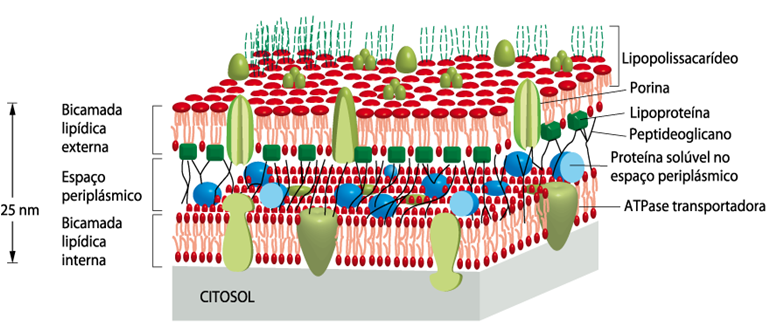 Lipopolissacarídeo
Porina
Bicamada
lipídica
externa
Lipoproteína
Peptideoglicano
Proteína solúvel no
espaço periplásmico
Espaço
periplásmico
25 nm
ATPase transportadora
Bicamada
lipídica
interna
CITOSOL